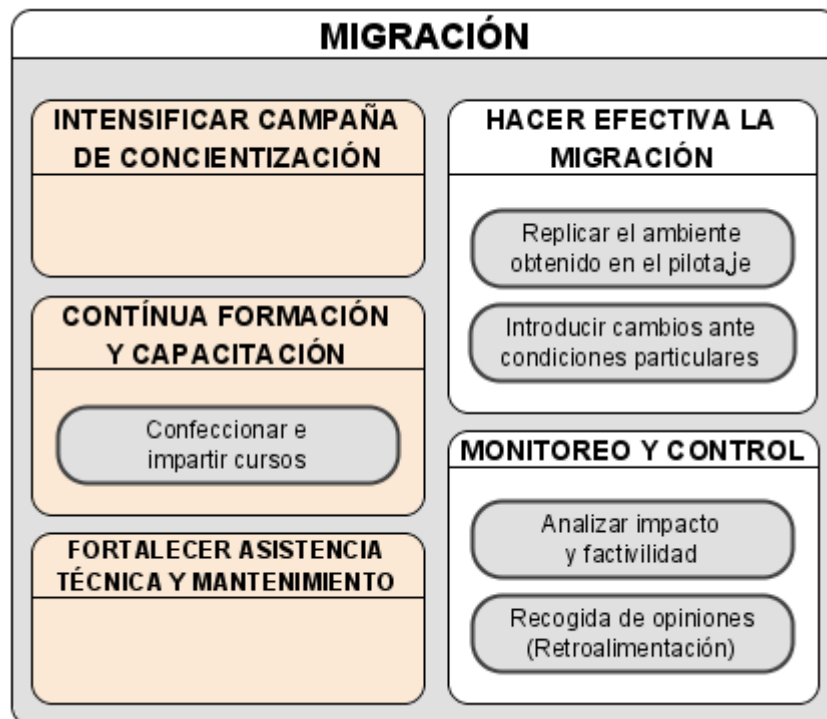 MIGRACIÓN
INTENSIFICAR CAMPAÑA
DE CONCIENTIZACIÓN
CONTÍNUA FORMACIÓN
Y CAPACITACIÓN
Confeccionar e
impartir cursos
FORTALECER ASISTENCIA
TÉCNICA Y MANTENIMIENTO
HACER EFECTIVA LA
MIGRACIÓN
Replicar el ambiente
obtenido en el pilotaje
Introducir cambios ante
condiciones particulares
MONITOREO Y CONTROL
Analizar impacto
y factivilidad
Recogida de opiniones
(Retroalimentación)